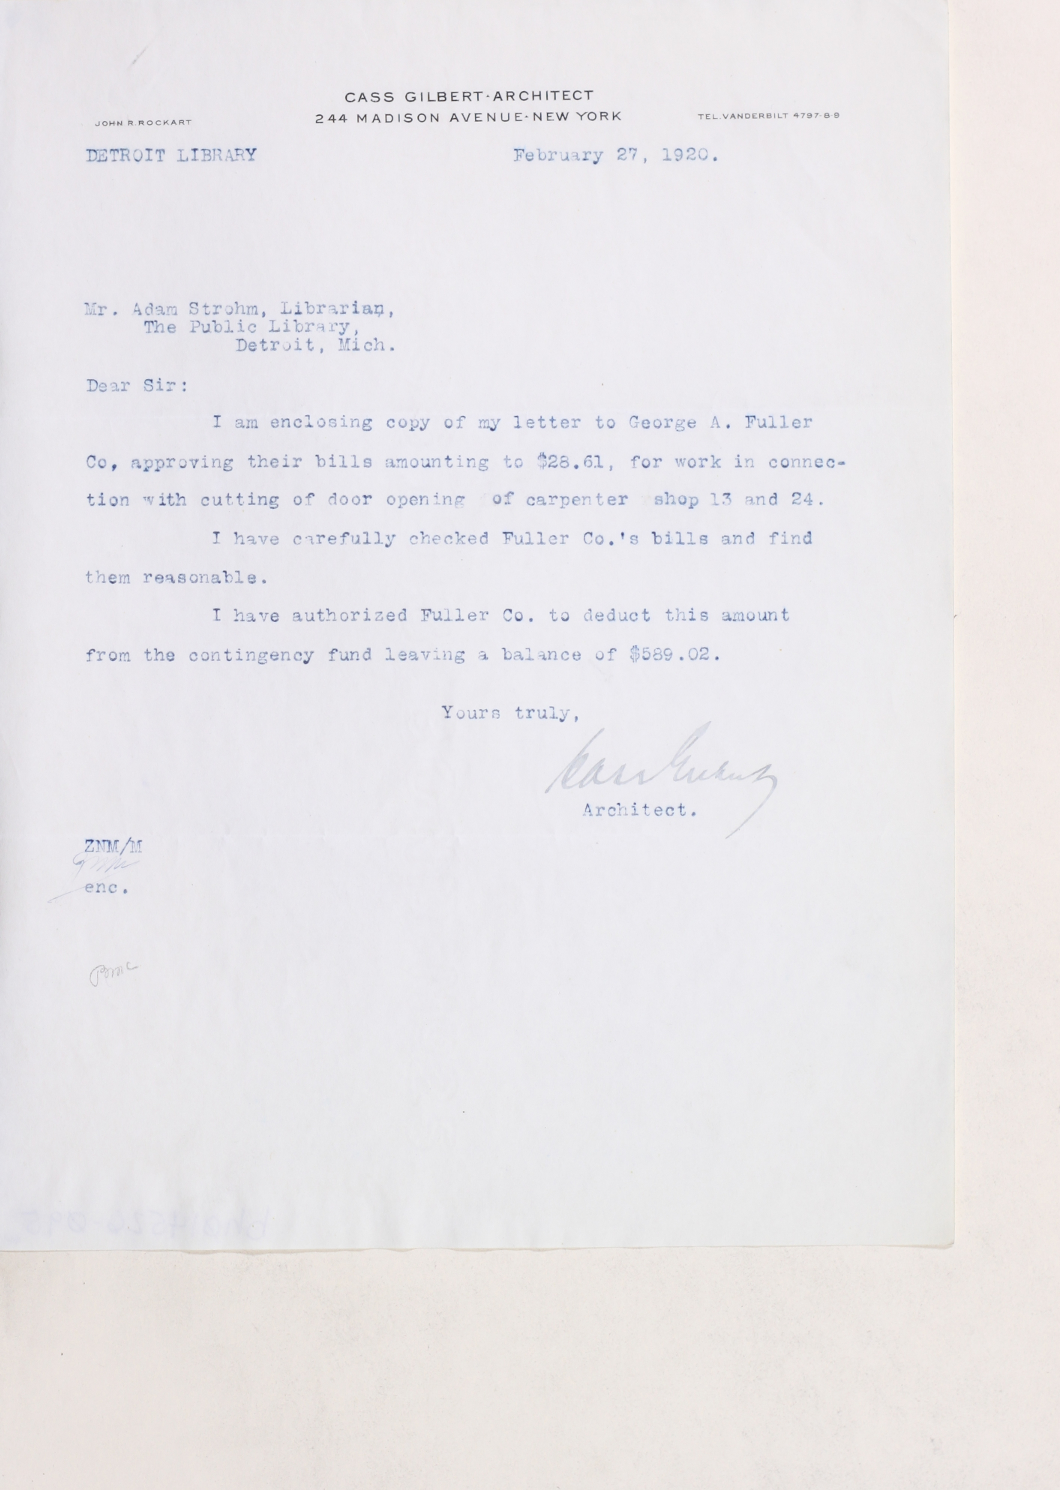 CASS GILBERT·ARCHITECT
244 MADISON AVENUE·NEW YORK
JOHN R. ROCKART
TEL. VANDERBILT 4797-8-9
DETROIT LIBRARY
February 27, 1920.
Mr. Adam Strohm, Librarian,
The Public Library,
Detroit, Mich.
Dear Sir:
I am enclosing copy of my letter to George A. Fuller
Co, approving their bills amounting to $28.61, for work in connec-
tion with cutting of door opening of carpenter shop 13 and 24.
I have carefully checked Fuller Co.'s bills and find
them reasonable.
I have authorized Fuller Co. to deduct this amount
from the contingency fund leaving a balance of $589.02.
Yours truly,
Cass Gilbert
Architect.
ZNM/M
enc.